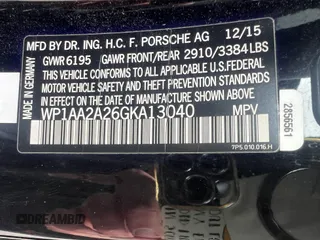 MFD BY DR. ING. H.C. F. PORSCHE AG 12/15
GVWR 6195 GAWR FRONT/REAR 2910/3384 LBS
THIS VEHICLE CONFORMS TO ALL APPLICABLE
FEDERAL MOTOR VEHICLE SAFETY AND
THEFT PREVENTION STANDARDS IN EFFECT
ON THE DATE OF MANUFACTURE SHOWN ABOVE
WP1AA2A26GKA13040 MPV
7P5.010.016.H
MADE IN GERMANY
2856561
DREAMBID